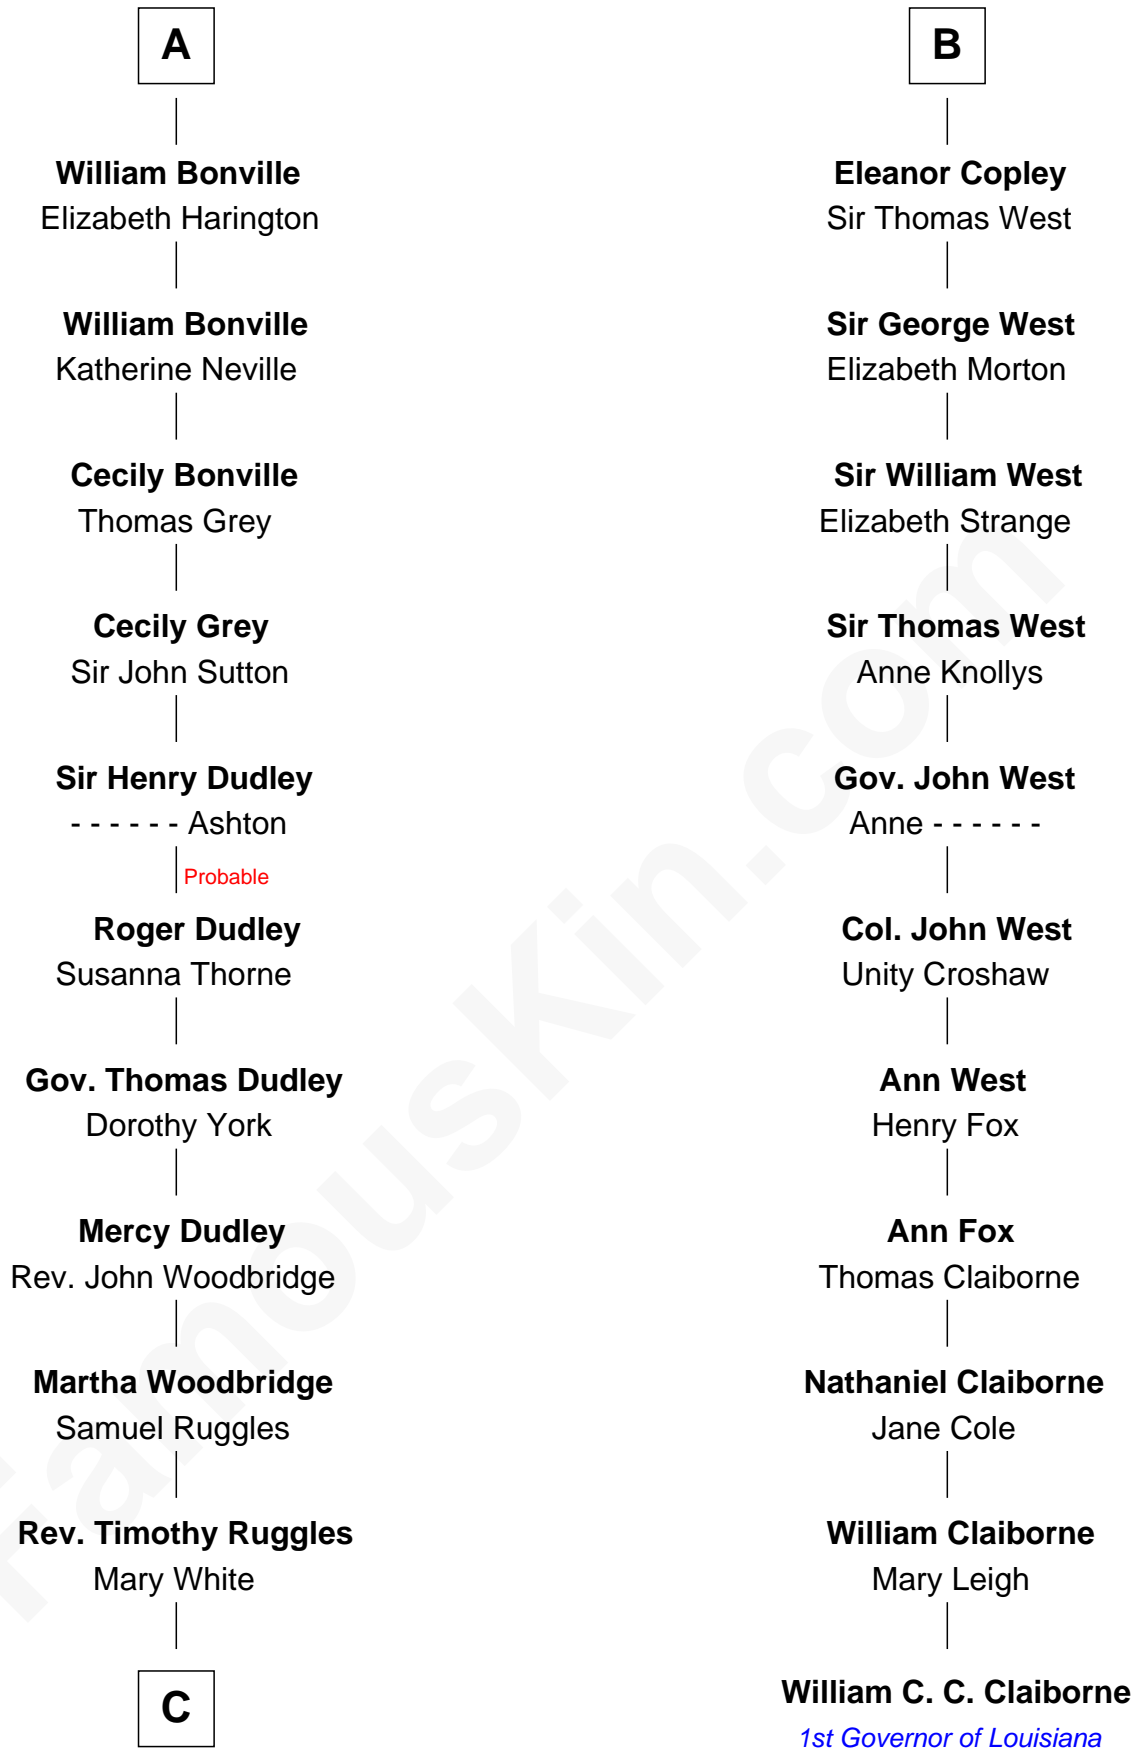 A
William Bonville
Elizabeth Harington
William Bonville
Katherine Neville
Cecily Bonville
Thomas Grey
Cecily Grey
Sir John Sutton
Sir Henry Dudley
- - - - - - Ashton
Probable
Roger Dudley
Susanna Thorne
Gov. Thomas Dudley
Dorothy York
Mercy Dudley
Rev. John Woodbridge
Martha Woodbridge
Samuel Ruggles
Rev. Timothy Ruggles
Mary White
C
B
Eleanor Copley
Sir Thomas West
Sir George West
Elizabeth Morton
Sir William West
Elizabeth Strange
Sir Thomas West
Anne Knollys
Gov. John West
Anne - - - - - -
Col. John West
Unity Croshaw
Ann West
Henry Fox
Ann Fox
Thomas Claiborne
Nathaniel Claiborne
Jane Cole
William Claiborne
Mary Leigh
William C. C. Claiborne
1st Governor of Louisiana
FamousKin.com